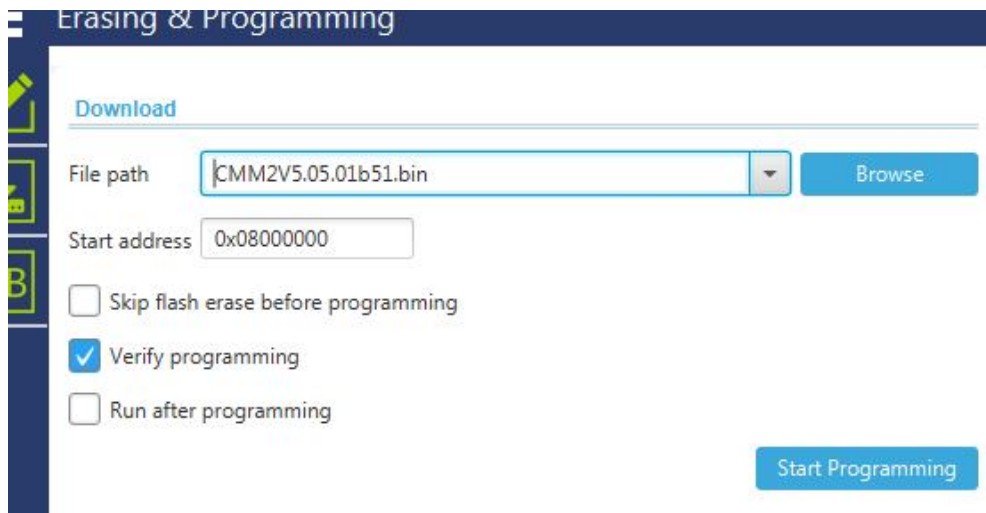 Erasing & Programming
Download
File path CMM2V5.05.01b51.bin Browse
Start address 0x08000000
Skip flash erase before programming
Verify programming
Run after programming
Start Programming
B